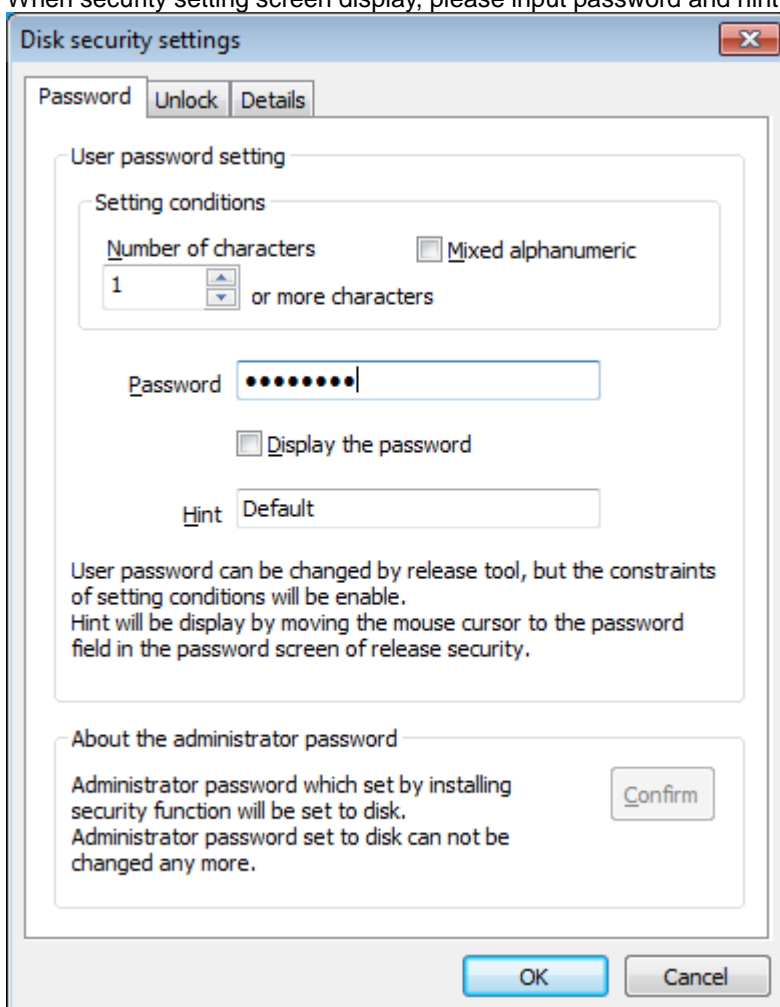 When security setting screen display, please input password and hint
Disk security settings
Password Unlock Details
User password setting
Setting conditions
Number of characters Mixed alphanumeric
1 or more characters
Password ••••••••
Display the password
Hint Default
User password can be changed by release tool, but the constraints
of setting conditions will be enable.
Hint will be display by moving the mouse cursor to the password
field in the password screen of release security.
About the administrator password
Administrator password which set by installing
security function will be set to disk.
Administrator password set to disk can not be
changed any more.
Confirm
OK Cancel